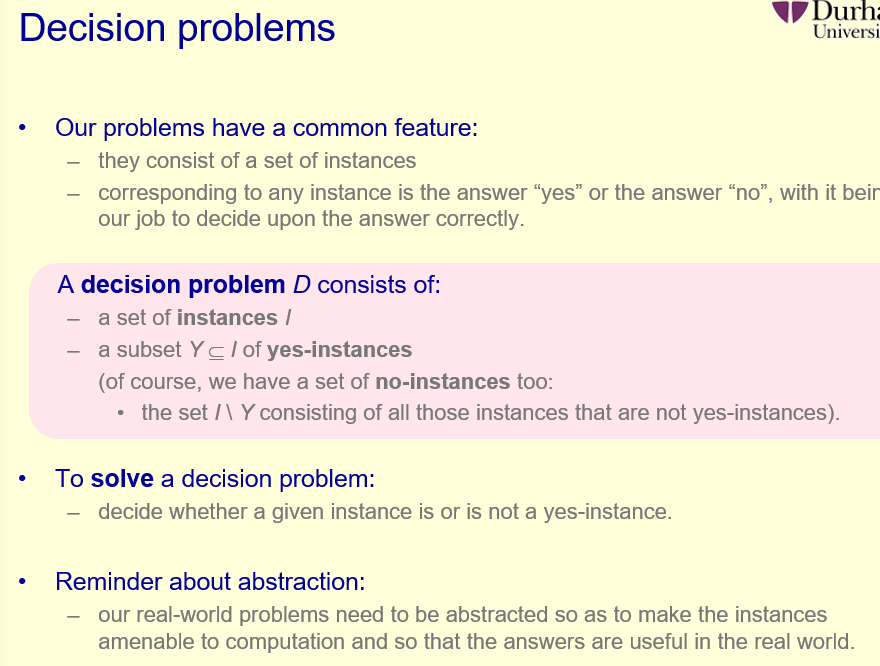 Decision problems
Durha
Universi
• Our problems have a common feature:
– they consist of a set of instances
– corresponding to any instance is the answer “yes” or the answer “no”, with it bein
our job to decide upon the answer correctly.
A decision problem D consists of:
– a set of instances I
– a subset Y ⊆ I of yes-instances
(of course, we have a set of no-instances too:
• the set I \ Y consisting of all those instances that are not yes-instances).
• To solve a decision problem:
– decide whether a given instance is or is not a yes-instance.
• Reminder about abstraction:
– our real-world problems need to be abstracted so as to make the instances
amenable to computation and so that the answers are useful in the real world.